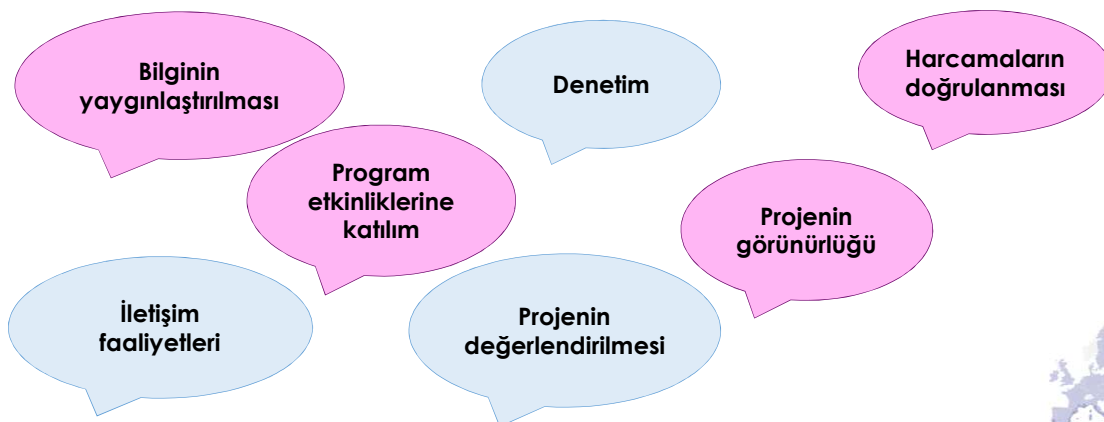 Bilginin
yaygınlaştırılması
Denetim
Harcamaların
doğrulanması
Program
etkinliklerine
katılım
Projenin
görünürlüğü
İletişim
faaliyetleri
Projenin
değerlendirilmesi